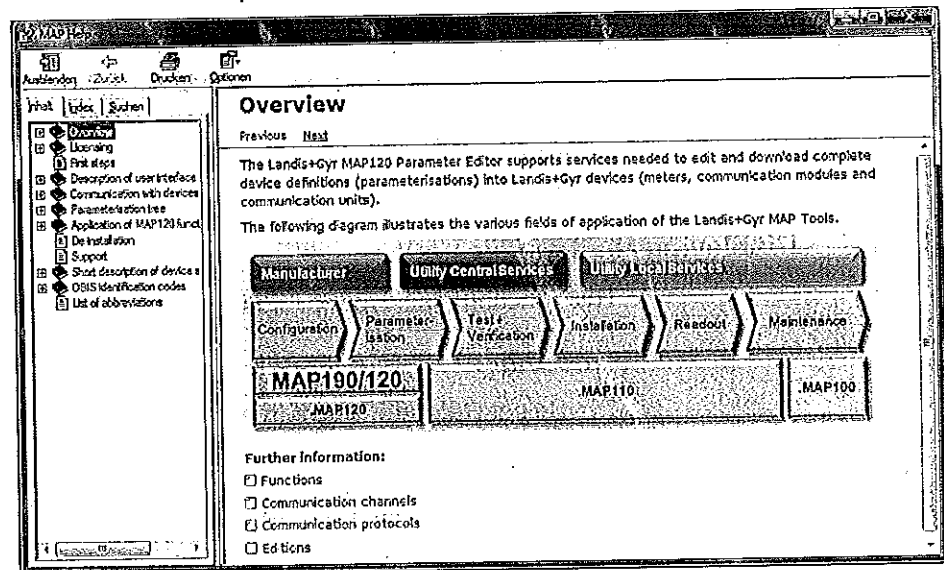 MAP Help
Ausblenden Zurück Drucken Optionen
Inhalt Index Suchen
Overview
Licensing
First steps
Description of user interface
Communication with devices
Parameterisation tree
Application of MAP120 funct
De-installation
Support
Short description of device s
OBIS identification codes
List of abbreviations
Overview
Previous Next
The Landis+Gyr MAP120 Parameter Editor supports services needed to edit and download complete
device definitions (parameterisations) into Landis+Gyr devices (meters, communication modules and
communication units).
The following diagram illustrates the various fields of application of the Landis+Gyr MAP Tools.
Manufacturer Utility Central Services Utility Local Services
Configuration Parameter-
isation Test+
Verification Installation Readout Maintenance
MAP190/120 MAP110 MAP100
MAP120
Further information:
Functions
Communication channels
Communication protocols
Editions